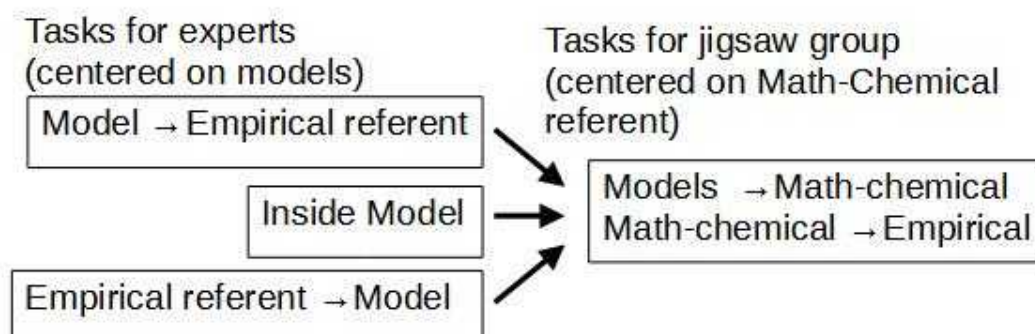 Tasks for experts
(centered on models)
Model → Empirical referent
Inside Model
Empirical referent → Model
Tasks for jigsaw group
(centered on Math-Chemical
referent)
Models → Math-chemical
Math-chemical → Empirical